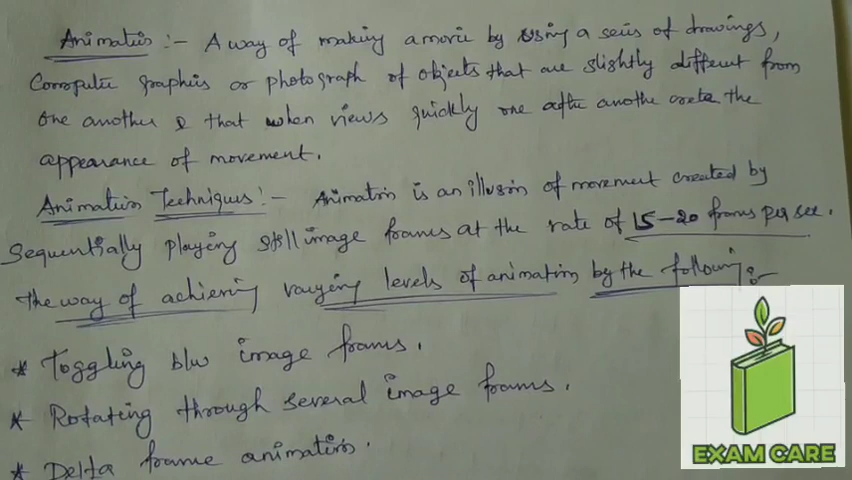 Animation :- A way of making a movie by using a series of drawings,
Computer graphics or photograph of objects that are slightly different from
one another & that when views quickly one after anothe creete the
appearance of movement.
Animation Techniques :- Animation is an illusion of movement created by
Sequentially playing still image frames at the rate of 15-20 frames per sec.
The way of achieving varying levels of animation by the following :-
* Toggling b/w image frames.
* Rotating through several image frames.
* Delta frame animation.
EXAM CARE